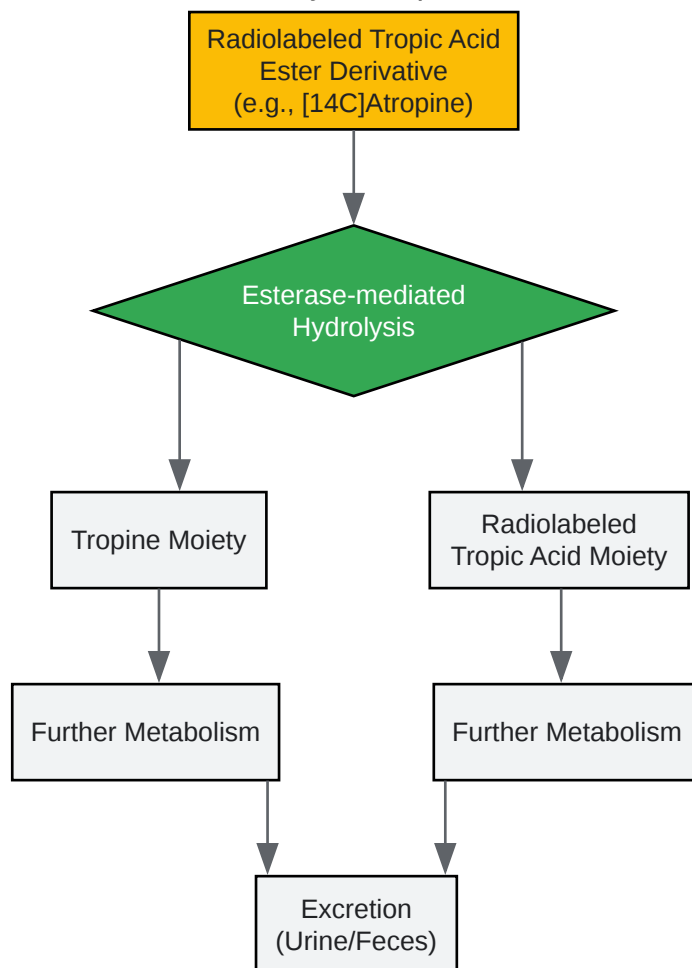 Radiolabeled Tropic Acid
Ester Derivative
(e.g., [14C]Atropine)
Esterase-mediated
Hydrolysis
Tropine Moiety
Radiolabeled
Tropic Acid Moiety
Further Metabolism
Further Metabolism
Excretion
(Urine/Feces)